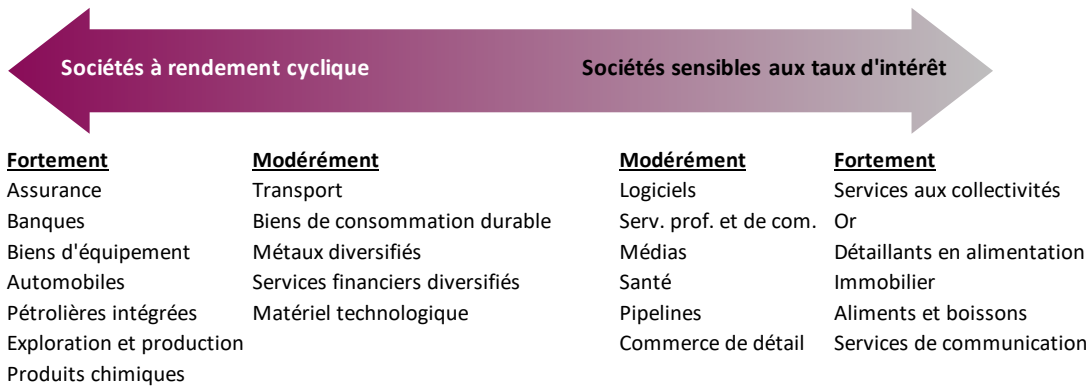 Sociétés à rendement cyclique Sociétés sensibles aux taux d'intérêt
Fortement Modérément Modérément Fortement
Assurance Transport Logiciels Services aux collectivités
Banques Biens de consommation durable Serv. prof. et de com. Or
Biens d'équipement Métaux diversifiés Médias Détaillants en alimentation
Automobiles Services financiers diversifiés Santé Immobilier
Pétrolières intégrées Matériel technologique Pipelines Aliments et boissons
Exploration et production Commerce de détail Services de communication
Produits chimiques